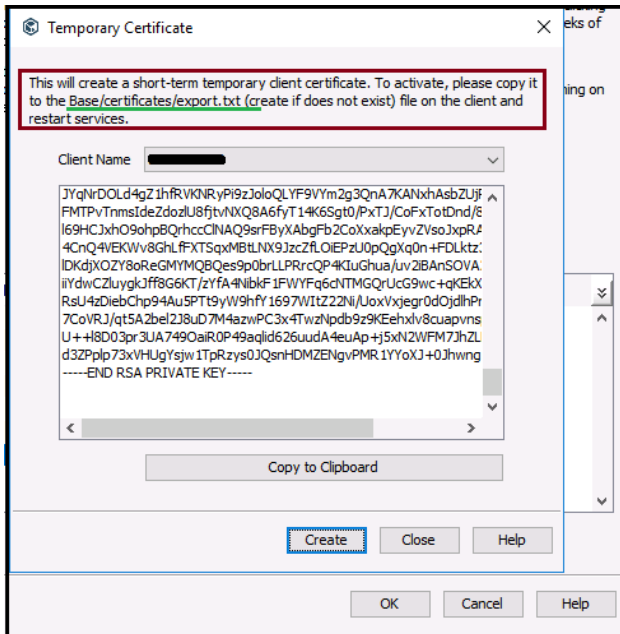 Temporary Certificate
eks of
This will create a short-term temporary client certificate. To activate, please copy it
to the Base/certificates/export.txt (create if does not exist) file on the client and
restart services.
ning on
Client Name
JYqNrDOLd4gZ1hfRVKNRyPi9zJoloQLYF9VYm2g3QnA7KANxhAsbZUjF
FMTPvTnmsIdeZdozlU8fjtvNXQ8A6fyT14K6Sgt0/PxTJ/CoFxTotDnd/8
l69HCJxhO9ohpBQrhccClNAQ9srFByXAbgFb2CoXxakpEyvZVsoJxpRA
4CnQ4VEKWv8GhLfFXTSqxMBtLNX9JzcZfLOiEPzU0pQgXq0n+FDLktz
lDKdjXOZY8oReGMYMQBQes9p0brLLPRrcQP4KIuGhua/uv2iBAnSOVA
iiYdwCZluygkJff8G6KT/zYfA4NibkF1FWYFq6cNTMGQrUcG9wc+qKEkX
RsU4zDiebChp94Au5PTt9yW9hfY1697WItZ22Ni/UoxVxjegr0dOjdlhPr
7CoVRJ/qt5A2bel2J8uD7M4azwPC3x4TwzNpdb9z9KEehxlv8cuapvns
U++l8D03pr3UA749OaiR0P49aqlid626uudA4euAp+j5xN2WFM7JhZL
d3ZPplp73xVHUgYsjw1TpRzys0JQsnHDMZENgvPMR1YYoXJ+0Jhwng
-----END RSA PRIVATE KEY-----
Copy to Clipboard
Create
Close
Help
OK
Cancel
Help